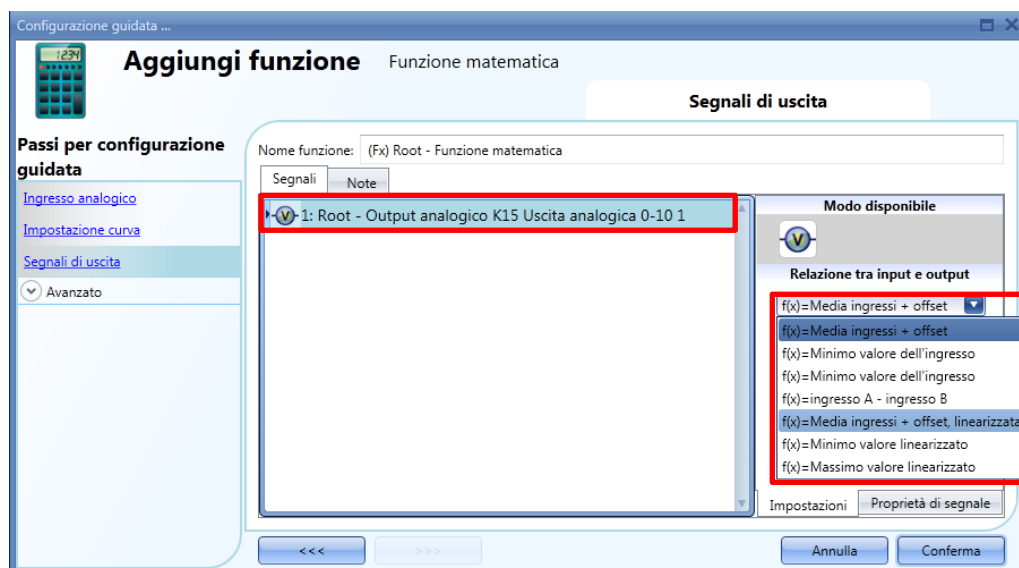 Configurazione guidata ...
1234
Aggiungi funzione
Funzione matematica
Segnali di uscita
Passi per configurazione
guidata
Ingresso analogico
Impostazione curva
Segnali di uscita
Avanzato
Nome funzione:
(Fx) Root - Funzione matematica
Segnali
Note
V
1: Root - Output analogico K15 Uscita analogica 0-10 1
Modo disponibile
V
Relazione tra input e output
f(x)=Media ingressi + offset
f(x)=Media ingressi + offset
f(x)=Minimo valore dell'ingresso
f(x)=Minimo valore dell'ingresso
f(x)=ingresso A - ingresso B
f(x)=Media ingressi + offset, linearizzata
f(x)=Minimo valore linearizzato
f(x)=Massimo valore linearizzato
Impostazioni
Proprietà di segnale
<<<
>>>
Annulla
Conferma